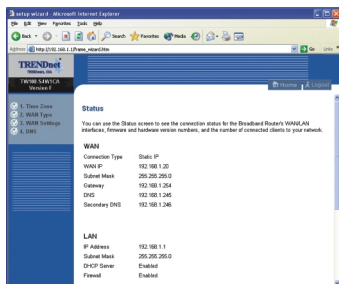 setup wizard - Microsoft Internet Explorer
File Edit View Favorites Tools Help
Back Search Favorites Media
Address http://192.168.1.1/frame_wizard.htm Go Links
TRENDnet
TRENDware, USA
TW100-S4W1CA
Version F
Home Logout
1. Time Zone
2. WAN Type
3. WAN Settings
4. DNS
Status
You can use the Status screen to see the connection status for the Broadband Router's WAN/LAN
interfaces, firmware and hardware version numbers, and the number of connected clients to your network.
WAN
Connection Type Static IP
WAN IP 192.168.1.20
Subnet Mask 255.255.255.0
Gateway 192.168.1.254
DNS 192.168.1.245
Secondary DNS 192.168.1.246
LAN
IP Address 192.168.1.1
Subnet Mask 255.255.255.0
DHCP Server Enabled
Firewall Enabled